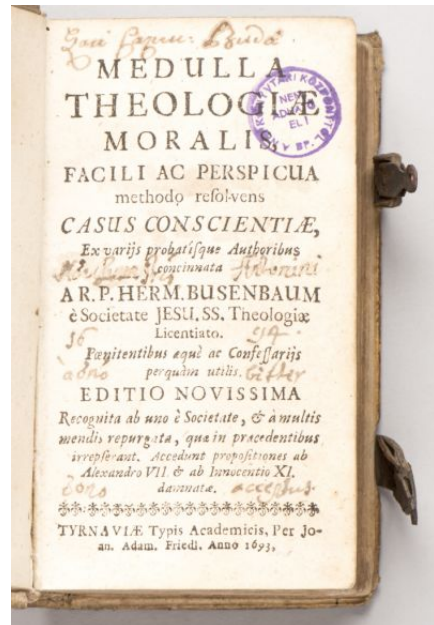 MEDULLA
THEOLOGIÆ
MORALIS,
FACILI AC PERSPICUA
methodo resolvens
CASUS CONSCIENTIÆ,
Ex varijs probatisque Authoribus
concinnata
A R. P. HERM. BUSENBAUM
è Societate JESU, SS. Theologiæ
Licentiato.
Pœnitentibus æquè ac Confessarijs
perquàm utilis.
EDITIO NOVISSIMA
Recognita ab uno è Societate, & à multis
mendis repurgata, quæ in præcedentibus
irrepserant. Accedunt propositiones ab
Alexandro VII. & ab Innocentio XI.
damnatæ.
TYRNAVIÆ Typis Academicis, Per Jo-
an. Adam. Friedl. Anno 1693.